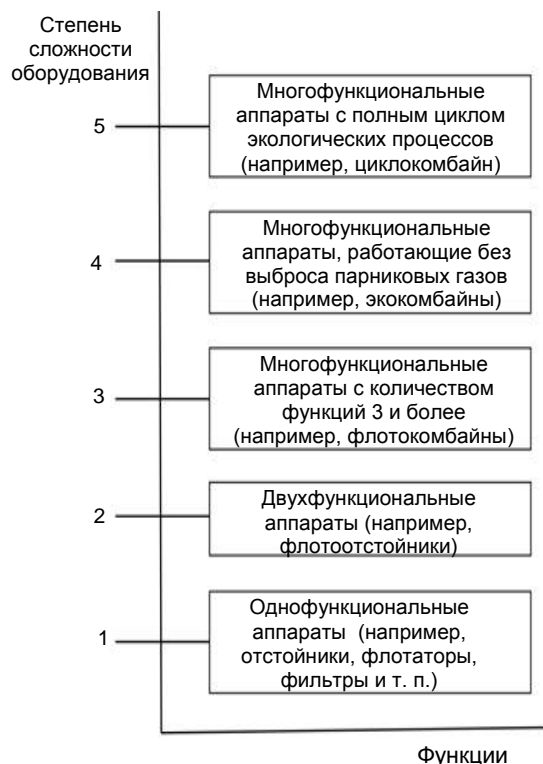 Степень
сложности
оборудования
5
Многофункциональные
аппараты с полным циклом
экологических процессов
(например, циклокомбайн)
4
Многофункциональные
аппараты, работающие без
выброса парниковых газов
(например, экокомбайны)
3
Многофункциональные
аппараты с количеством
функций 3 и более
(например, флотокомбайны)
2
Двухфункциональные
аппараты (например,
флотоотстойники)
1
Однофункциональные
аппараты (например,
отстойники, флотаторы,
фильтры и т. п.)
Функции